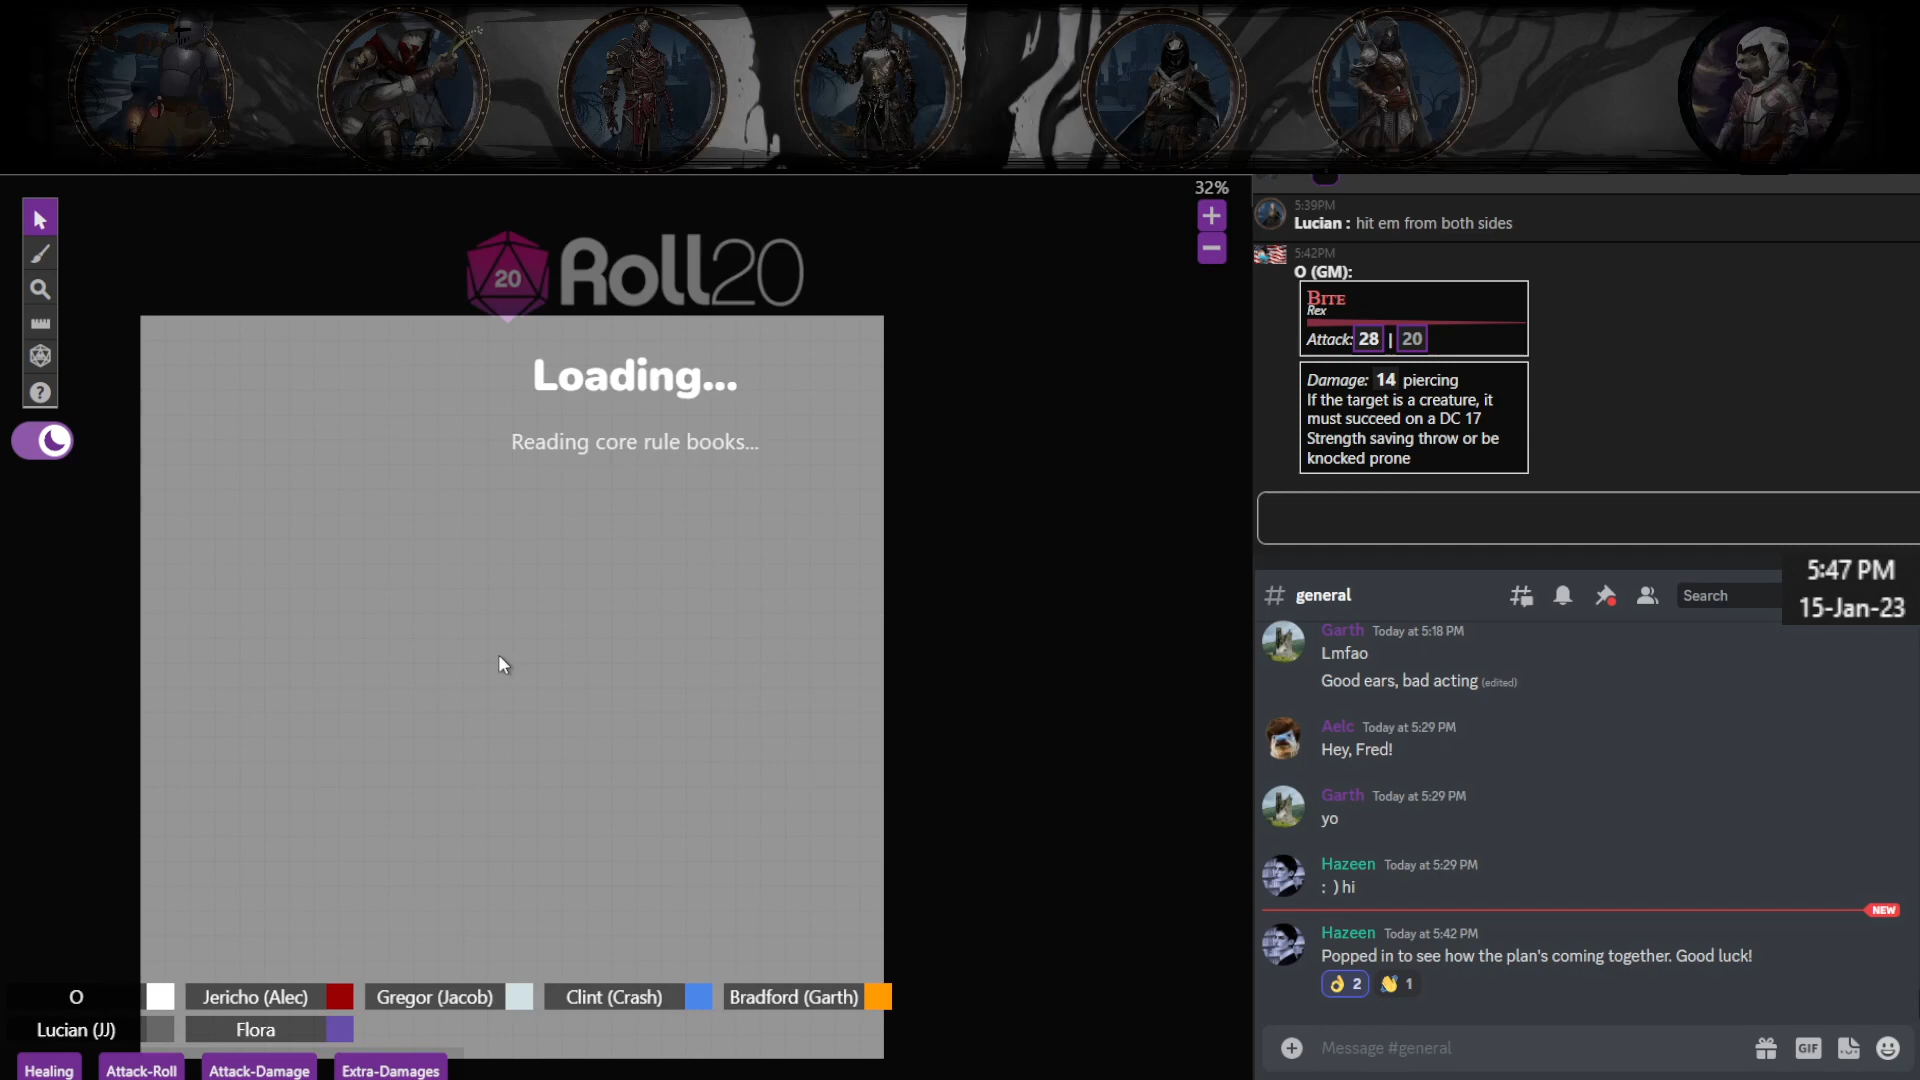 32%
20
Roll20
Loading...
Reading core rule books...
5:39PM
Lucian : hit em from both sides
5:42PM
O (GM):
BITE
Rex
Attack: 28 | 20
Damage: 14 piercing
If the target is a creature, it
must succeed on a DC 17
Strength saving throw or be
knocked prone
5:47 PM
15-Jan-23
# general
Search
Garth Today at 5:18 PM
Lmfao
Good ears, bad acting (edited)
Aelc Today at 5:29 PM
Hey, Fred!
Garth Today at 5:29 PM
yo
Hazeen Today at 5:29 PM
: ) hi
NEW
Hazeen Today at 5:42 PM
Popped in to see how the plan's coming together. Good luck!
2 1
Message #general
GIF
O Jericho (Alec) Gregor (Jacob) Clint (Crash) Bradford (Garth)
Lucian (JJ) Flora
Healing Attack-Roll Attack-Damage Extra-Damages